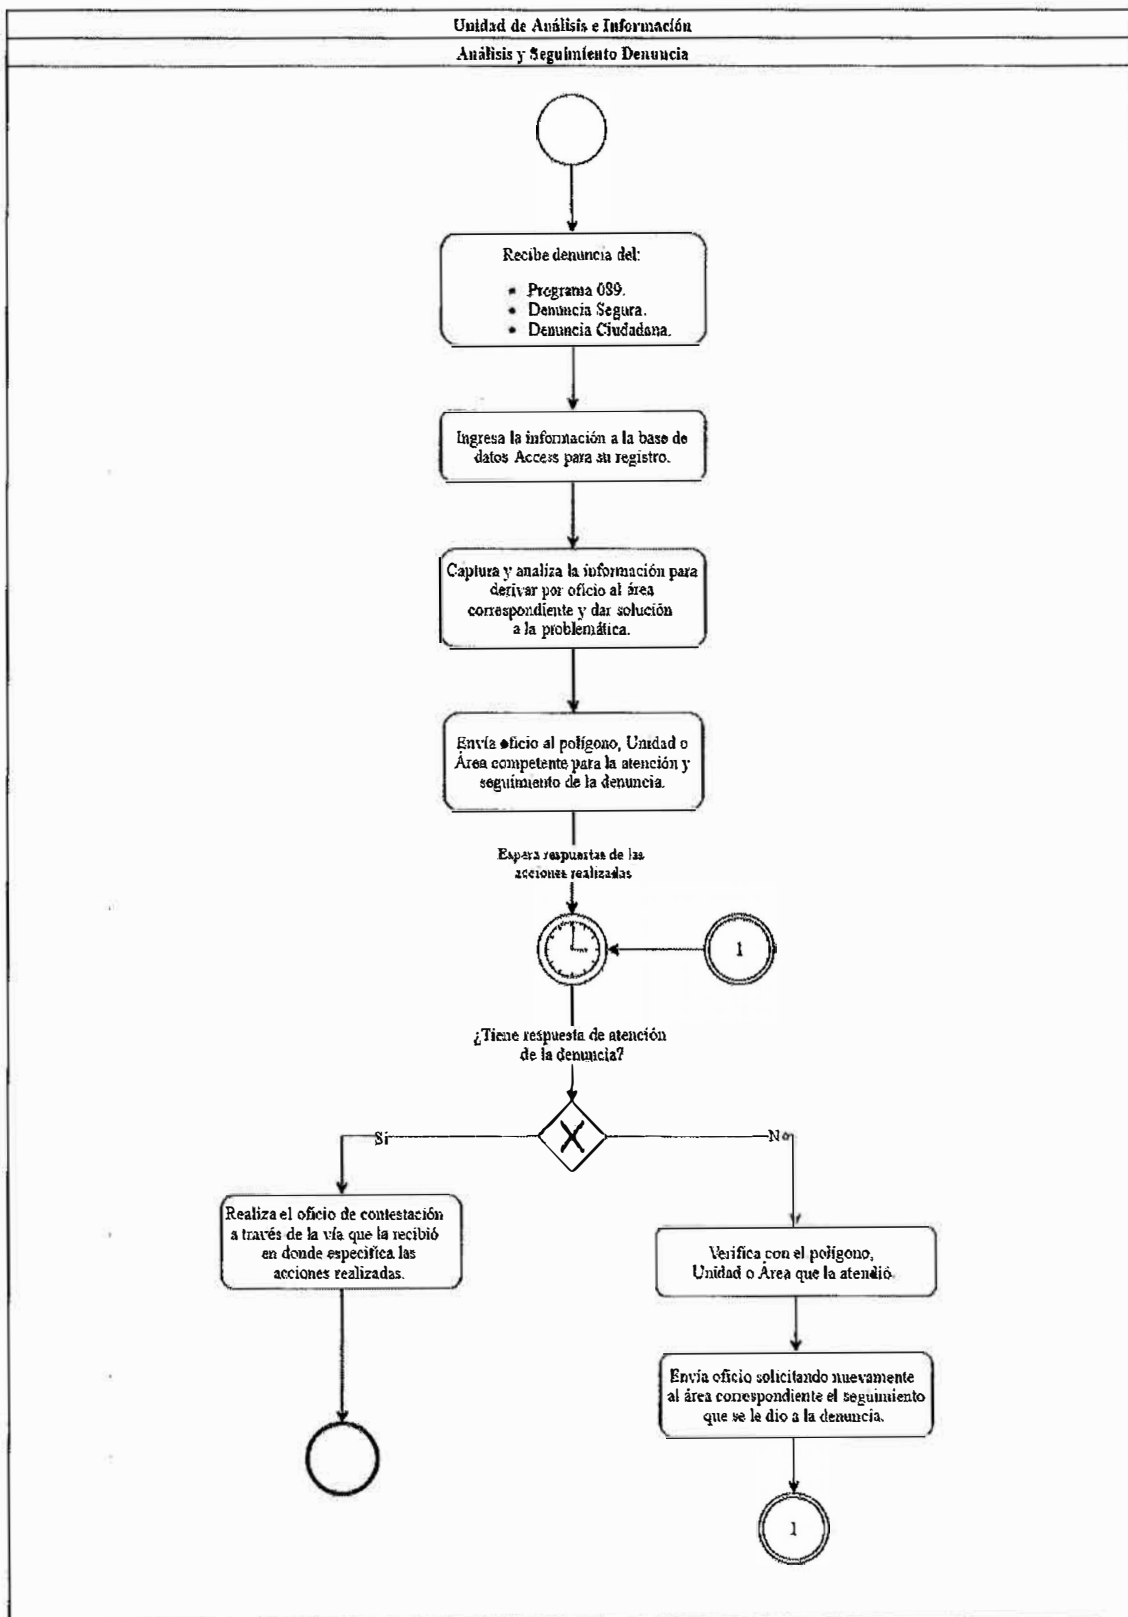 Unidad de Análisis e Información
Análisis y Seguimiento Denuncia
Recibe denuncia del:
• Programa 089.
• Denuncia Segura.
• Denuncia Ciudadana.
Ingresa la información a la base de
datos Access para su registro.
Captura y analiza la información para
derivar por oficio al área
correspondiente y dar solución
a la problemática.
Envía oficio al polígono, Unidad o
Área competente para la atención y
seguimiento de la denuncia.
Espera respuestas de las
acciones realizadas
1
¿Tiene respuesta de atención
de la denuncia?
Si
No
Realiza el oficio de contestación
a través de la vía que la recibió
en donde especifica las
acciones realizadas.
Verifica con el polígono,
Unidad o Área que la atendió.
Envía oficio solicitando nuevamente
al área correspondiente el seguimiento
que se le dio a la denuncia.
1